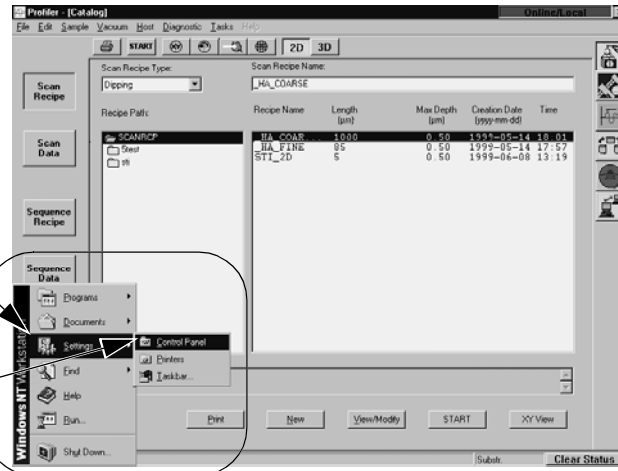 Profiler - [Catalog]
Online/Local
File Edit Sample Vacuum Host Diagnostic Tasks Help
START 2D 3D
Scan Recipe Type:
Scan Recipe Name:
Dipping
_HA_COARSE
Scan Recipe
Recipe Path:
Recipe Name Length (µm) Max Depth (µm) Creation Date (yyyy-mm-dd) Time
SCANRCP
5test
sti
_HA_COAR... 1000 0.50 1999-05-14 18:01
_HA_FINE 85 0.50 1999-05-14 17:57
STI_2D 5 0.50 1999-06-08 13:19
Scan Data
Sequence Recipe
Sequence Data
Windows NT Workstation
Programs
Documents
Settings
Find
Help
Run...
Shut Down...
Control Panel
Printers
Taskbar...
Print New View/Modify START XY View
Substr. Clear Status